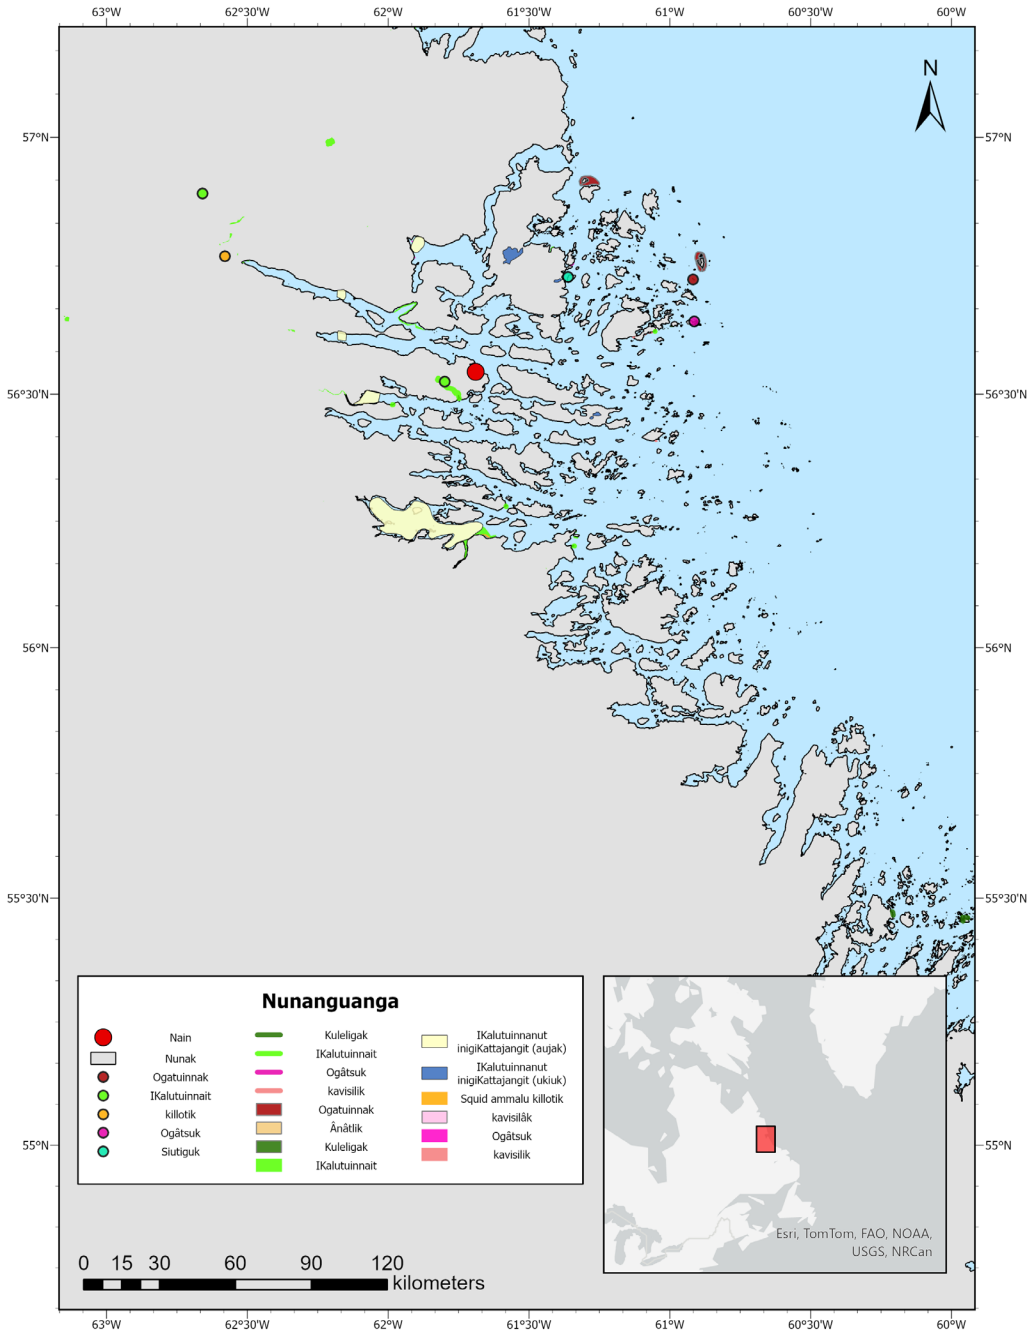 63°W 62°30'W 62°W 61°30'W 61°W 60°30'W 60°W
N
57°N 57°N
56°30'N 56°30'N
56°N 56°N
55°30'N 55°30'N
55°N 55°N
Nunanguanga
Nain
Nunak
Ogatuinnak
IKalutuinnait
killotik
Ogâtsuk
Siutiguk
Kuleligak
IKalutuinnait
Ogâtsuk
kavisilik
Ogatuinnak
Ânâtlik
Kuleligak
IKalutuinnait
IKalutuinnanut
inigiKattajangit (aujak)
IKalutuinnanut
inigiKattajangit (ukiuk)
Squid ammalu killotik
kavisilâk
Ogâtsuk
kavisilik
Esri, TomTom, FAO, NOAA,
USGS, NRCan
0 15 30 60 90 120
kilometers
63°W 62°30'W 62°W 61°30'W 61°W 60°30'W 60°W